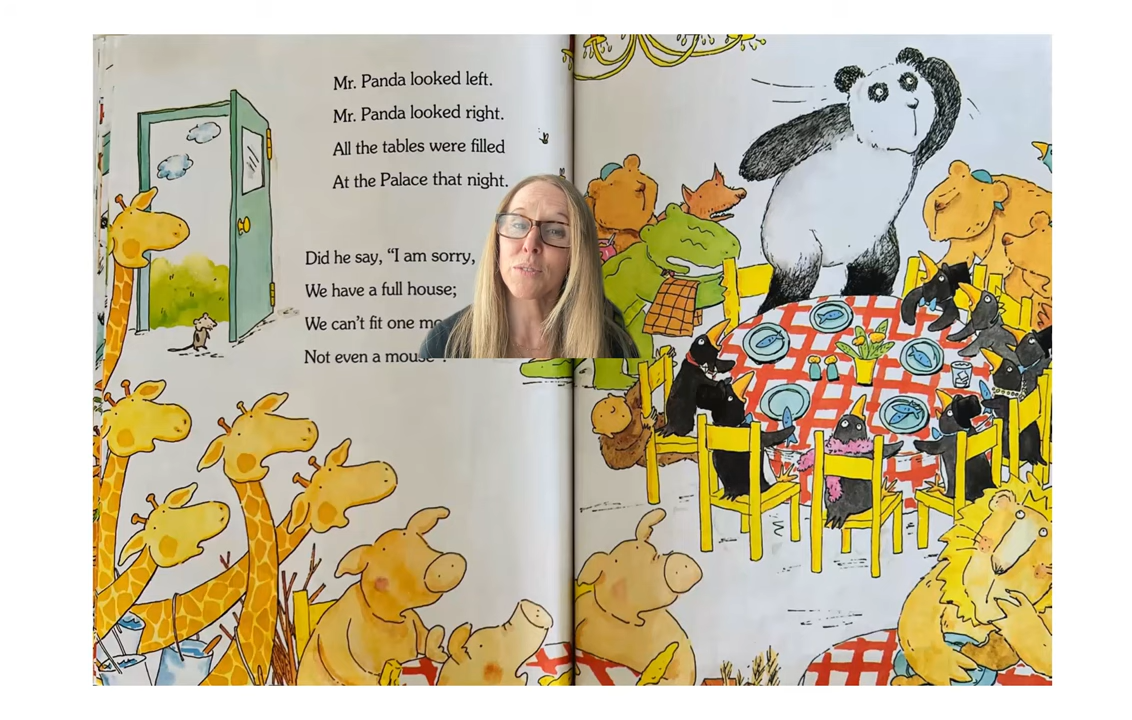 Mr. Panda looked left.
Mr. Panda looked right.
All the tables were filled
At the Palace that night.
Did he say, “I am sorry,
We have a full house;
We can't fit one
Not even a mouse